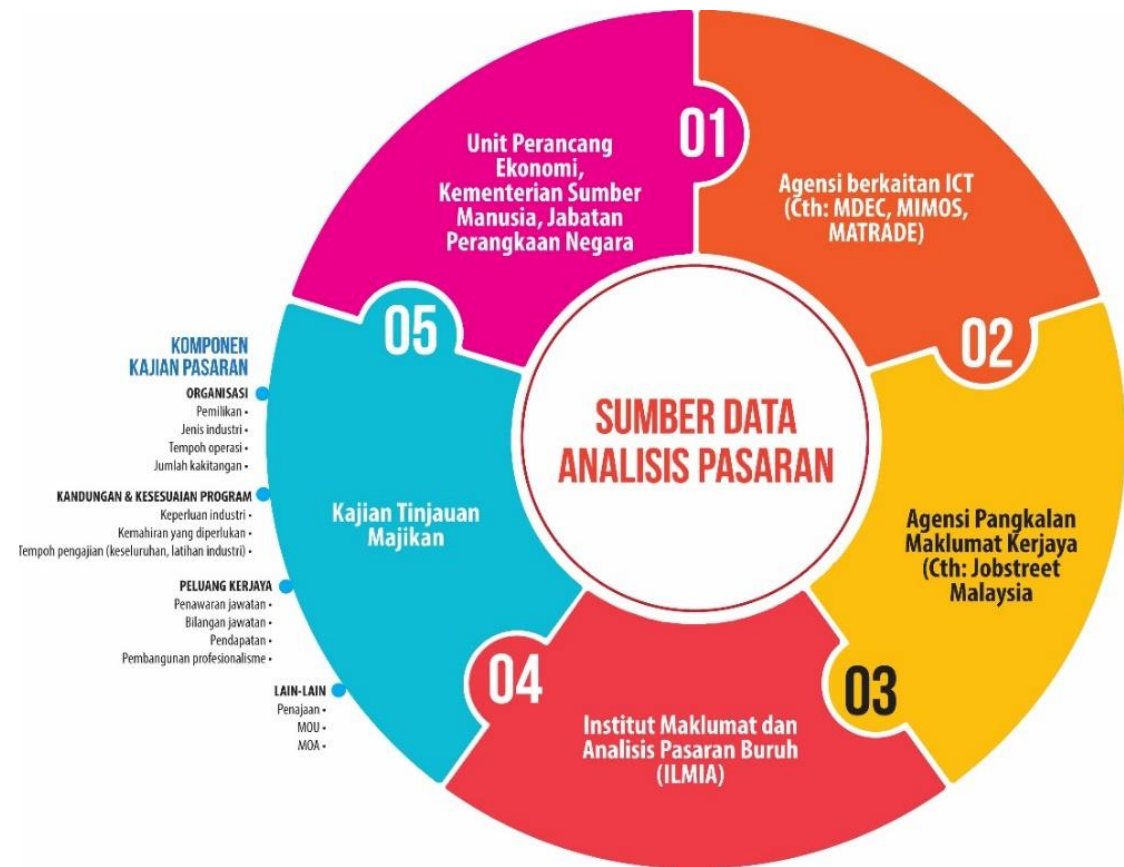 SUMBER DATA
ANALISIS PASARAN
01
Unit Perancang
Ekonomi,
Kementerian Sumber
Manusia, Jabatan
Perangkaan Negara
02
Agensi berkaitan ICT
(Cth: MDEC, MIMOS,
MATRADE)
03
Agensi Pangkalan
Maklumat Kerjaya
(Cth: Jobstreet
Malaysia
04
Institut Maklumat dan
Analisis Pasaran Buruh
(ILMIA)
05
Kajian Tinjauan
Majikan
KOMPONEN
KAJIAN PASARAN
ORGANISASI
Pemilikan •
Jenis industri •
Tempoh operasi •
Jumlah kakitangan •
KANDUNGAN & KESESUAIAN PROGRAM
Keperluan industri •
Kemahiran yang diperlukan •
Tempoh pengajian (keseluruhan, latihan industri) •
PELUANG KERJAYA
Penawaran jawatan •
Bilangan jawatan •
Pendapatan •
Pembangunan profesionalisme •
LAIN-LAIN
Penajaan •
MOU •
MOA •